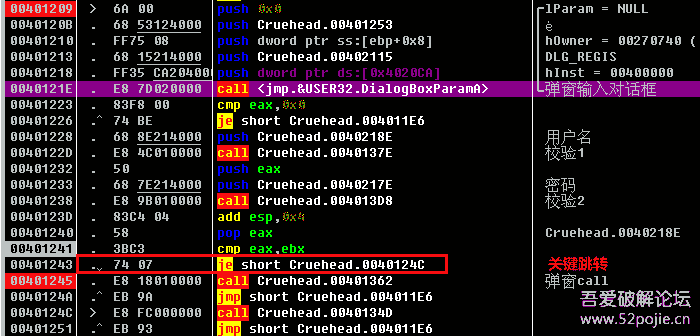 00401209 > 6A 00 push 0x0 lParam = NULL
0040120B . 68 53124000 push Cruehead.00401253 è
00401210 . FF75 08 push dword ptr ss:[ebp+0x8] hOwner = 00270740 (
00401213 . 68 15214000 push Cruehead.00402115 DLG_REGIS
00401218 . FF35 CA204000 push dword ptr ds:[0x4020CA] hInst = 00400000
0040121E . E8 7D020000 call <jmp.&USER32.DialogBoxParamA> 弹窗输入对话框
00401223 . 83F8 00 cmp eax,0x0
00401226 .^ 74 BE je short Cruehead.004011E6
00401228 . 68 8E214000 push Cruehead.0040218E 用户名
0040122D . E8 4C010000 call Cruehead.0040137E 校验1
00401232 . 50 push eax
00401233 . 68 7E214000 push Cruehead.0040217E 密码
00401238 . E8 9B010000 call Cruehead.004013D8 校验2
0040123D . 83C4 04 add esp,0x4
00401240 . 58 pop eax Cruehead.0040218E
00401241 . 3BC3 cmp eax,ebx
00401243 .⌄ 74 07 je short Cruehead.0040124C 关键跳转
00401245 . E8 18010000 call Cruehead.00401362 弹窗call
0040124A .^ EB 9A jmp short Cruehead.004011E6
0040124C > E8 FC000000 call Cruehead.0040134D
00401251 .^ EB 93 jmp short Cruehead.004011E6
吾爱破解论坛
www.52pojie.cn